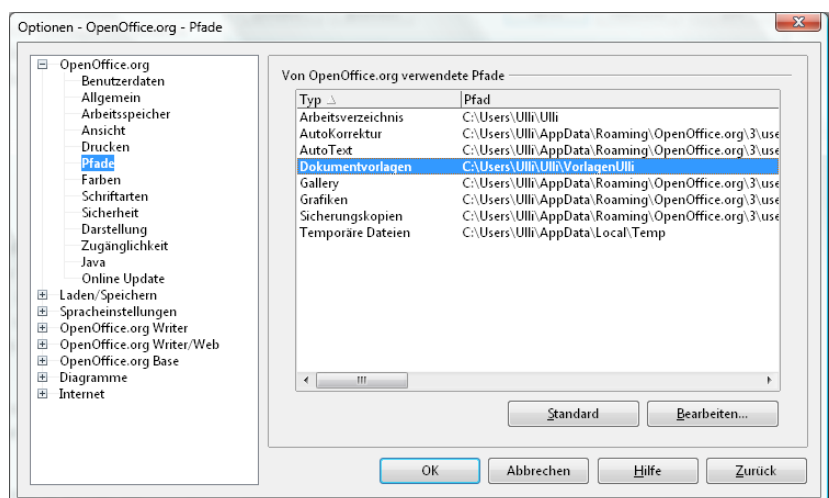 Optionen - OpenOffice.org - Pfade
OpenOffice.org
Benutzerdaten
Allgemein
Arbeitsspeicher
Ansicht
Drucken
Pfade
Farben
Schriftarten
Sicherheit
Darstellung
Zugänglichkeit
Java
Online Update
Laden/Speichern
Spracheinstellungen
OpenOffice.org Writer
OpenOffice.org Writer/Web
OpenOffice.org Base
Diagramme
Internet
Von OpenOffice.org verwendete Pfade
Typ Pfad
Arbeitsverzeichnis C:\Users\Ulli\Ulli
AutoKorrektur C:\Users\Ulli\AppData\Roaming\OpenOffice.org\3\use
AutoText C:\Users\Ulli\AppData\Roaming\OpenOffice.org\3\use
Dokumentvorlagen C:\Users\Ulli\Ulli\VorlagenUlli
Gallery C:\Users\Ulli\AppData\Roaming\OpenOffice.org\3\use
Grafiken C:\Users\Ulli\AppData\Roaming\OpenOffice.org\3\use
Sicherungskopien C:\Users\Ulli\AppData\Roaming\OpenOffice.org\3\use
Temporäre Dateien C:\Users\Ulli\AppData\Local\Temp
Standard Bearbeiten...
OK Abbrechen Hilfe Zurück